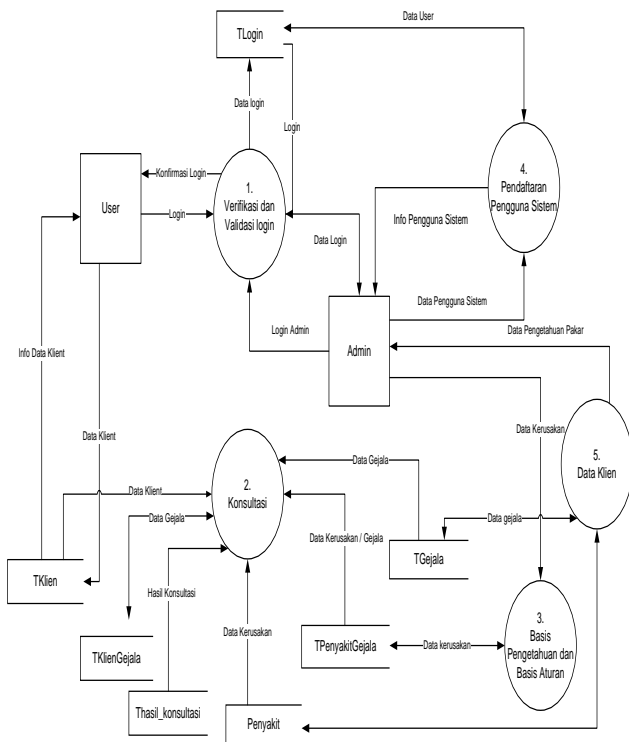 TLogin
Data User
Data login
Login
Konfirmasi Login
User
Login
1.
Verifikasi dan
Validasi login
4.
Pendaftaran
Pengguna Sistem
Info Pengguna Sistem
Data Login
Data Pengguna Sistem
Login Admin
Admin
Data Pengetahuan Pakar
Info Data Klient
Data Kerusakan
Data Klient
2.
Konsultasi
Data Gejala
5.
Data Klien
Data Klient
Data Gejala
Data Kerusakan / Gejala
Data gejala
TGejala
TKlien
Hasil Konsultasi
Data Kerusakan
TPenyakitGejala
Data kerusakan
3.
Basis
Pengetahuan dan
Basis Aturan
TKlienGejala
Thasil_konsultasi
Penyakit